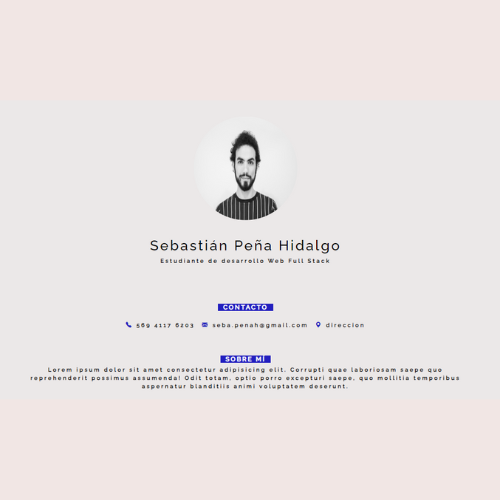 Sebastián Peña Hidalgo
Estudiante de desarrollo Web Full Stack
CONTACTO
569 4117 6203 seba.penah@gmail.com direccion
SOBRE MÍ
Lorem ipsum dolor sit amet consectetur adipisicing elit. Corrupti quae laboriosam saepe quo
reprehenderit possimus assumenda! Odit totam, optio porro excepturi saepe, quo mollitia temporibus
aspernatur blanditiis animi voluptatem deserunt.